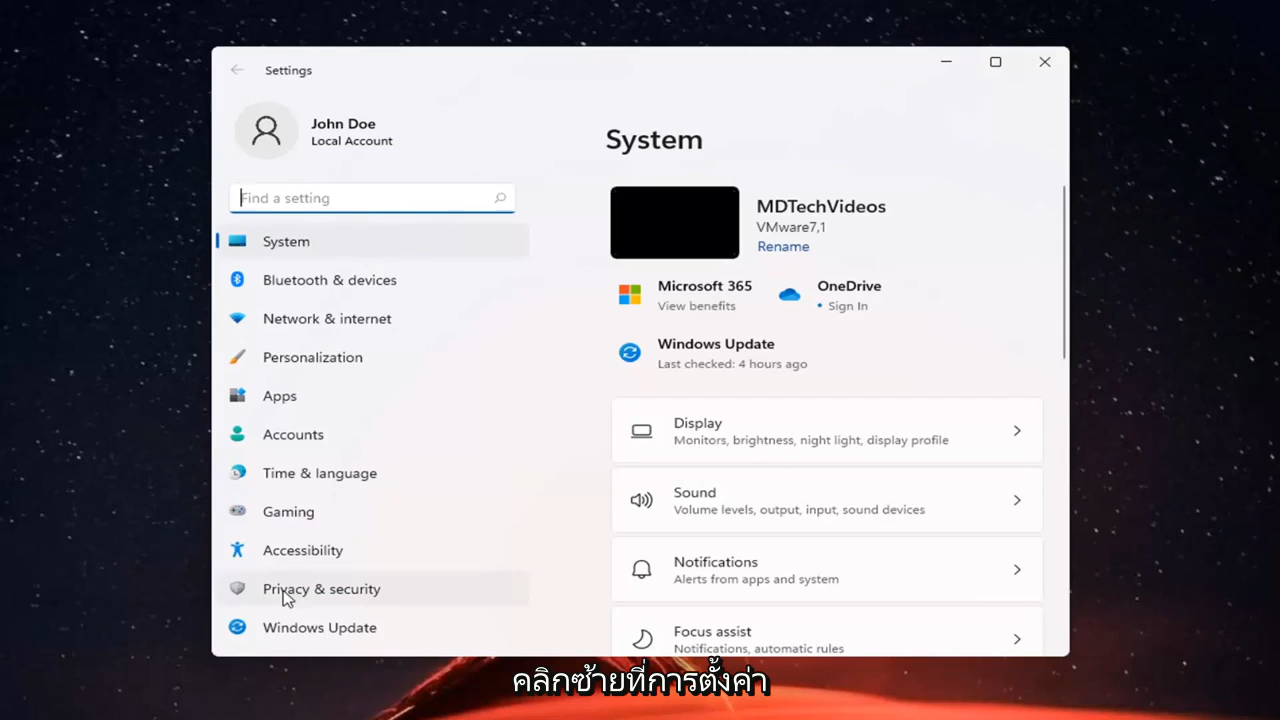 Settings
John Doe
Local Account
Find a setting
System
Bluetooth & devices
Network & internet
Personalization
Apps
Accounts
Time & language
Gaming
Accessibility
Privacy & security
Windows Update
System
MDTechVideos
VMware7,1
Rename
Microsoft 365
View benefits
OneDrive
• Sign In
Windows Update
Last checked: 4 hours ago
Display
Monitors, brightness, night light, display profile
Sound
Volume levels, output, input, sound devices
Notifications
Alerts from apps and system
Focus assist
Notifications, automatic rules
คลิกซ้ายที่การตั้งค่า